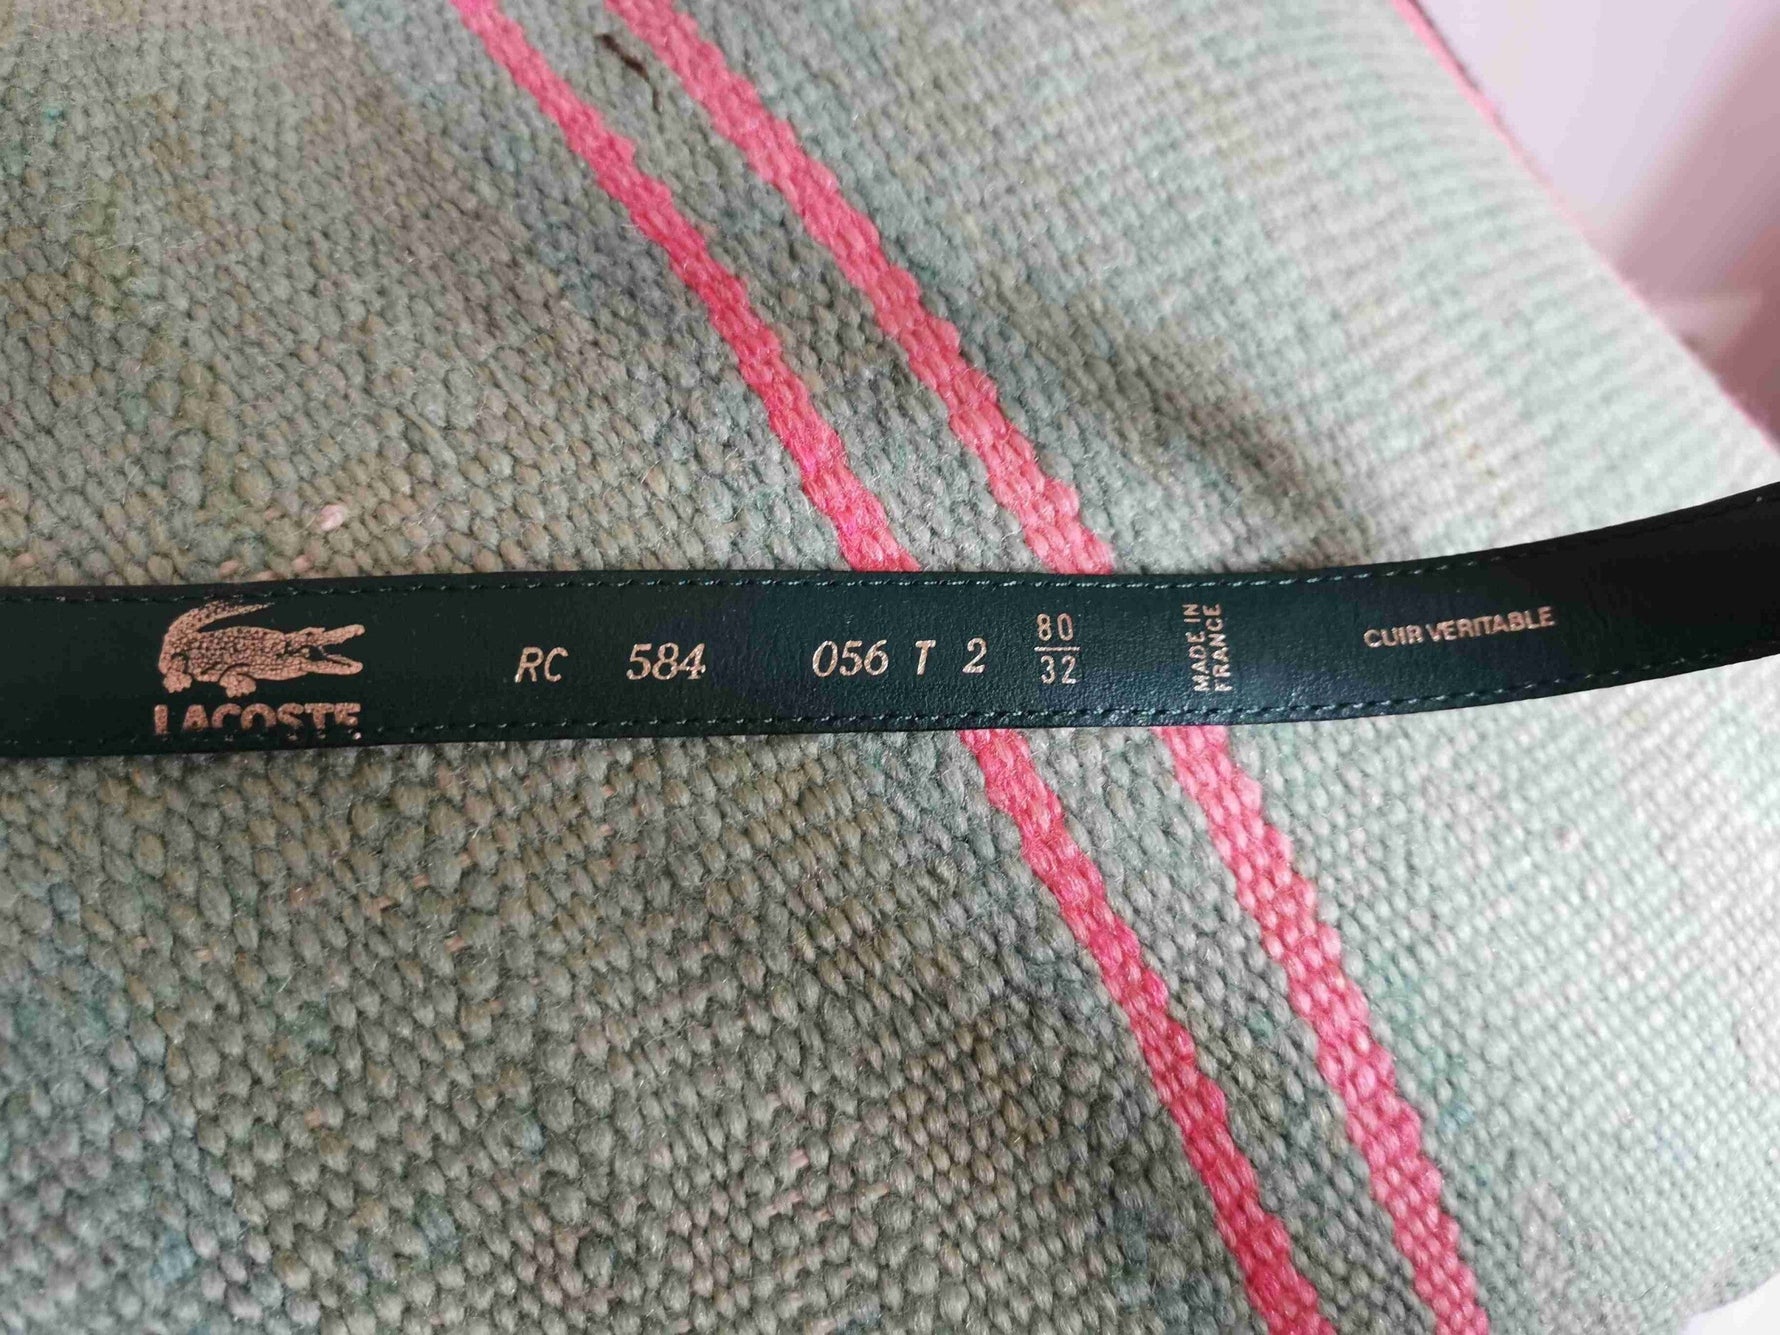 LACOSTE
RC 584 056 T 2
80
32
MADE IN
FRANCE
CUIR VERITABLE